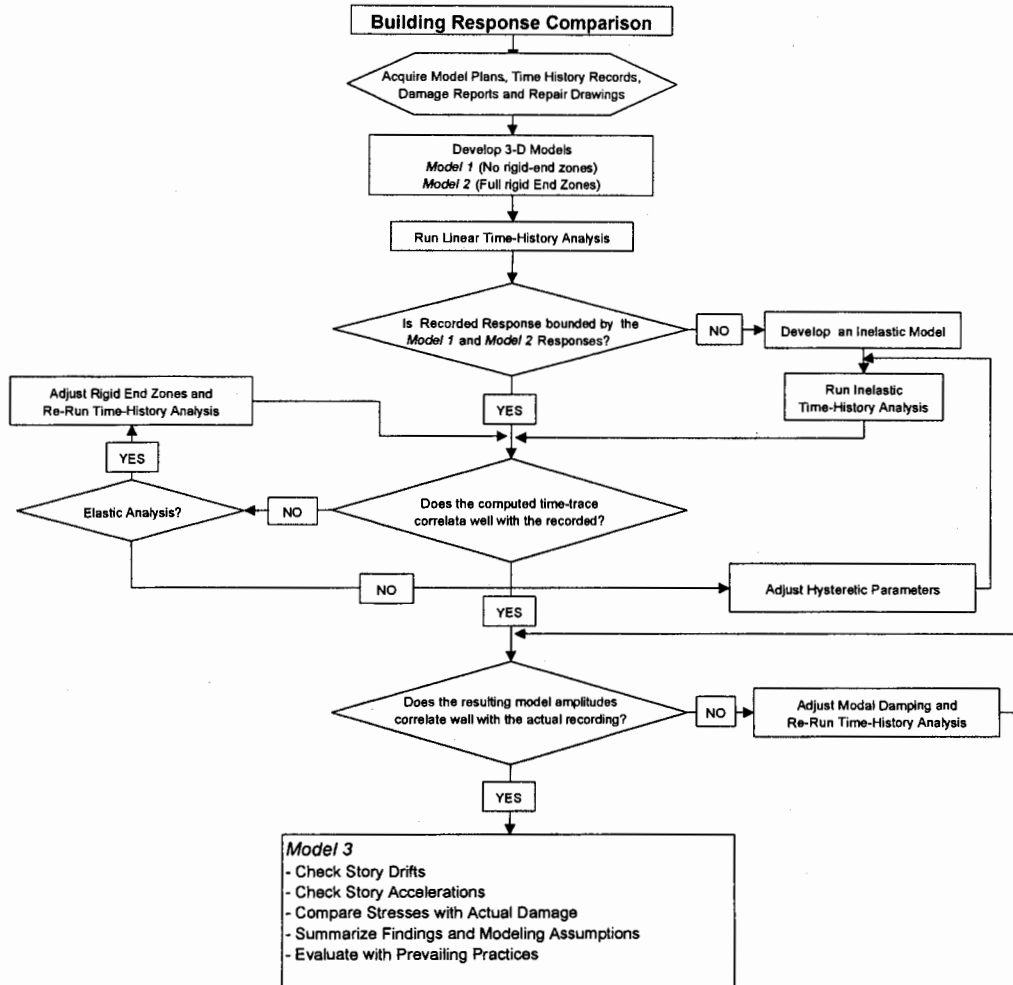 Building Response Comparison
Acquire Model Plans, Time History Records,
Damage Reports and Repair Drawings
Develop 3-D Models
Model 1 (No rigid-end zones)
Model 2 (Full rigid End Zones)
Run Linear Time-History Analysis
Is Recorded Response bounded by the
Model 1 and Model 2 Responses?
NO
Develop an Inelastic Model
Adjust Rigid End Zones and
Re-Run Time-History Analysis
YES
Run Inelastic
Time-History Analysis
YES
Elastic Analysis?
NO
Does the computed time-trace
correlata well with the recorded?
NO
Adjust Hysteretic Parameters
YES
Does the resulting model amplitudes
correlate well with the actual recording?
NO
Adjust Modal Damping and
Re-Run Time-History Analysis
YES
Model 3
- Check Story Drifts
- Check Story Accelerations
- Compare Stresses with Actual Damage
- Summarize Findings and Modeling Assumptions
- Evaluate with Prevailing Practices